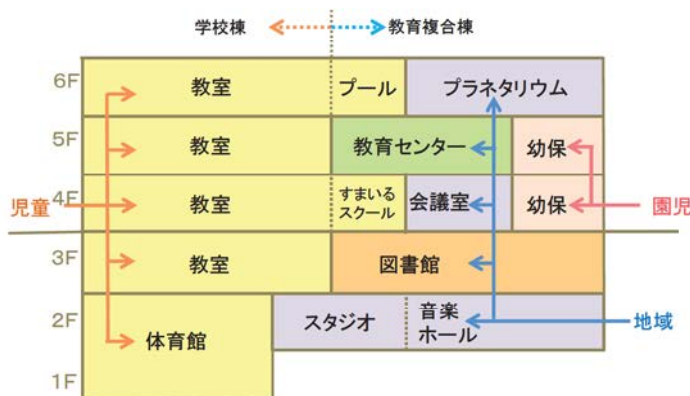 学校棟
教育複合棟
6F
教室
プール
プラネタリウム
5F
教室
教育センター
幼保
児童
4F
教室
すまいる
スクール
会議室
幼保
園児
3F
教室
図書館
2F
体育館
スタジオ
音楽
ホール
地域
1F